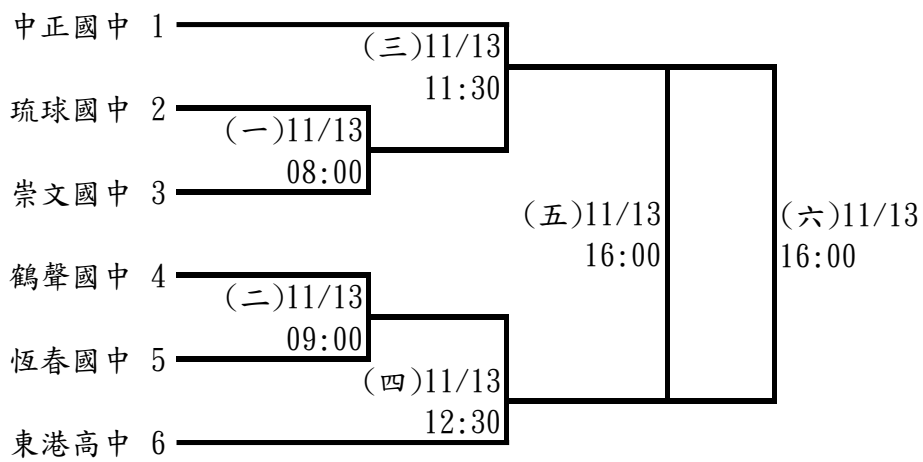 中正國中 1
(三)11/13
11:30
琉球國中 2
(一)11/13
08:00
崇文國中 3
(五)11/13
16:00
(六)11/13
16:00
鶴聲國中 4
(二)11/13
09:00
恆春國中 5
(四)11/13
12:30
東港高中 6